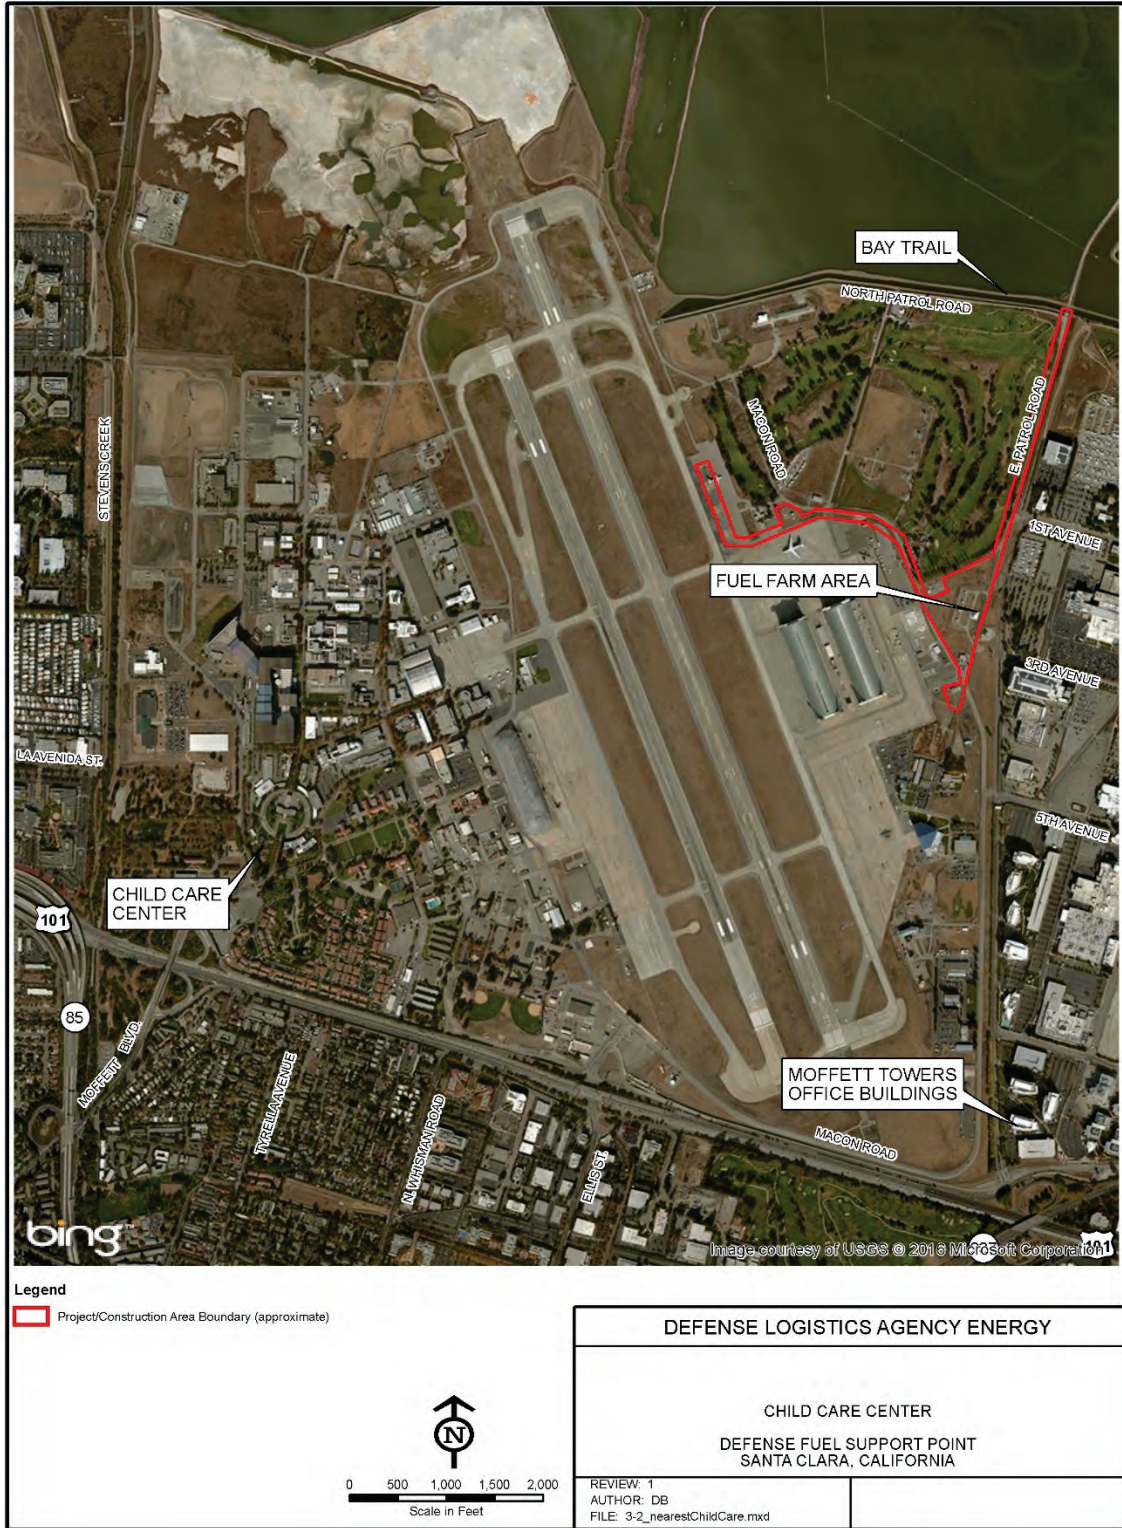 BAY TRAIL
NORTH PATROL ROAD
MACON ROAD
E. PATROL ROAD
STEVENS CREEK
1ST AVENUE
FUEL FARM AREA
3RD AVENUE
LA AVENIDA ST.
5TH AVENUE
CHILD CARE
CENTER
101
85
MOFFETT BLVD.
TYRELLA AVENUE
N. WHISMAN ROAD
ELLIS ST.
MOFFETT TOWERS
OFFICE BUILDINGS
MACON ROAD
bing™
237
101
Image courtesy of USGS © 2016 Microsoft Corporation
Legend
Project/Construction Area Boundary (approximate)
N
0 500 1,000 1,500 2,000
Scale in Feet
DEFENSE LOGISTICS AGENCY ENERGY
CHILD CARE CENTER
DEFENSE FUEL SUPPORT POINT
SANTA CLARA, CALIFORNIA
REVIEW: 1
AUTHOR: DB
FILE: 3-2_nearestChildCare.mxd